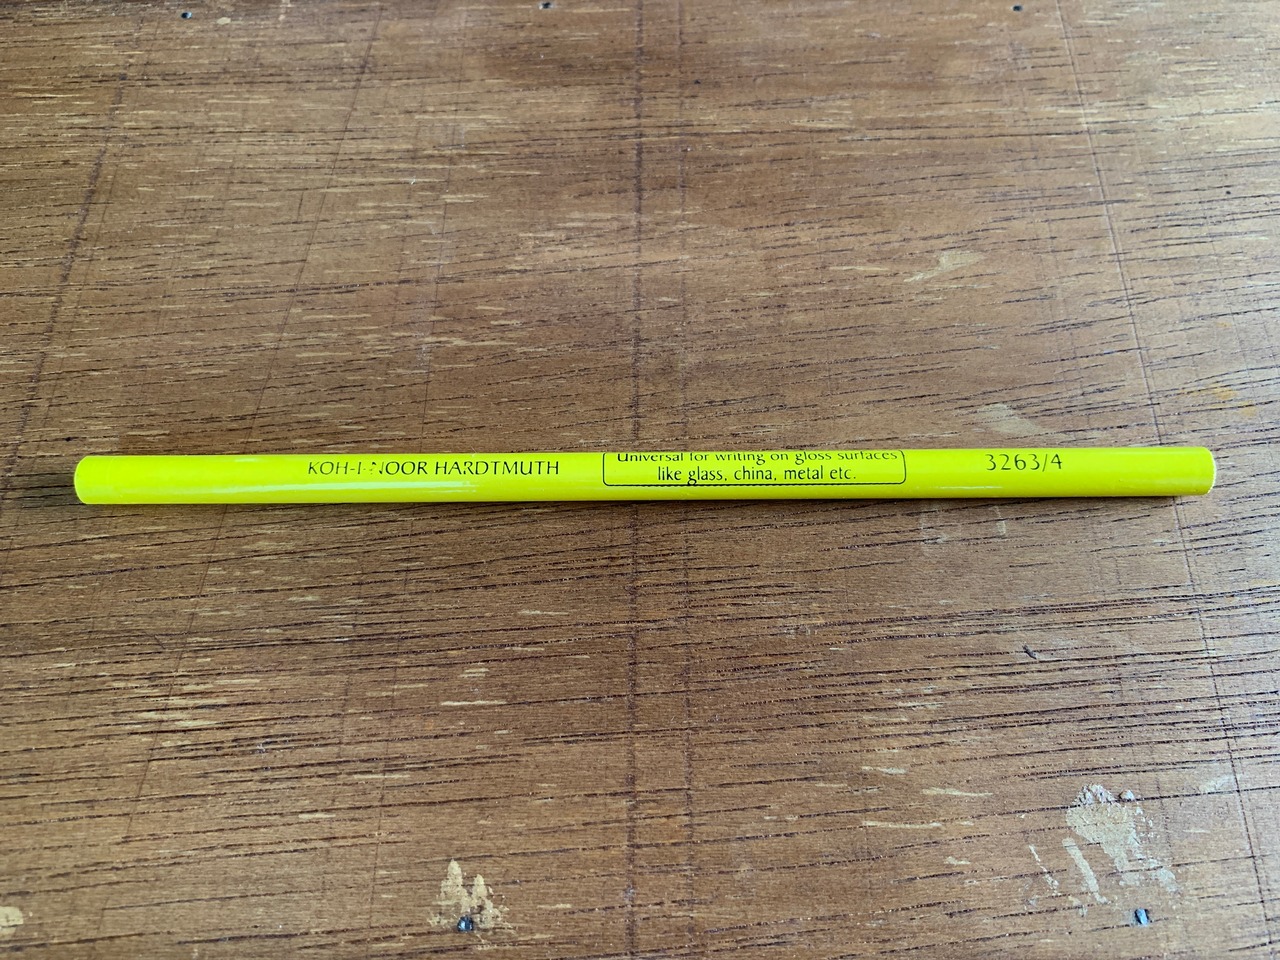 KOH-I-NOOR HARDTMUTH
Universal for writing on gloss surfaces
like glass, china, metal etc.
3263/4